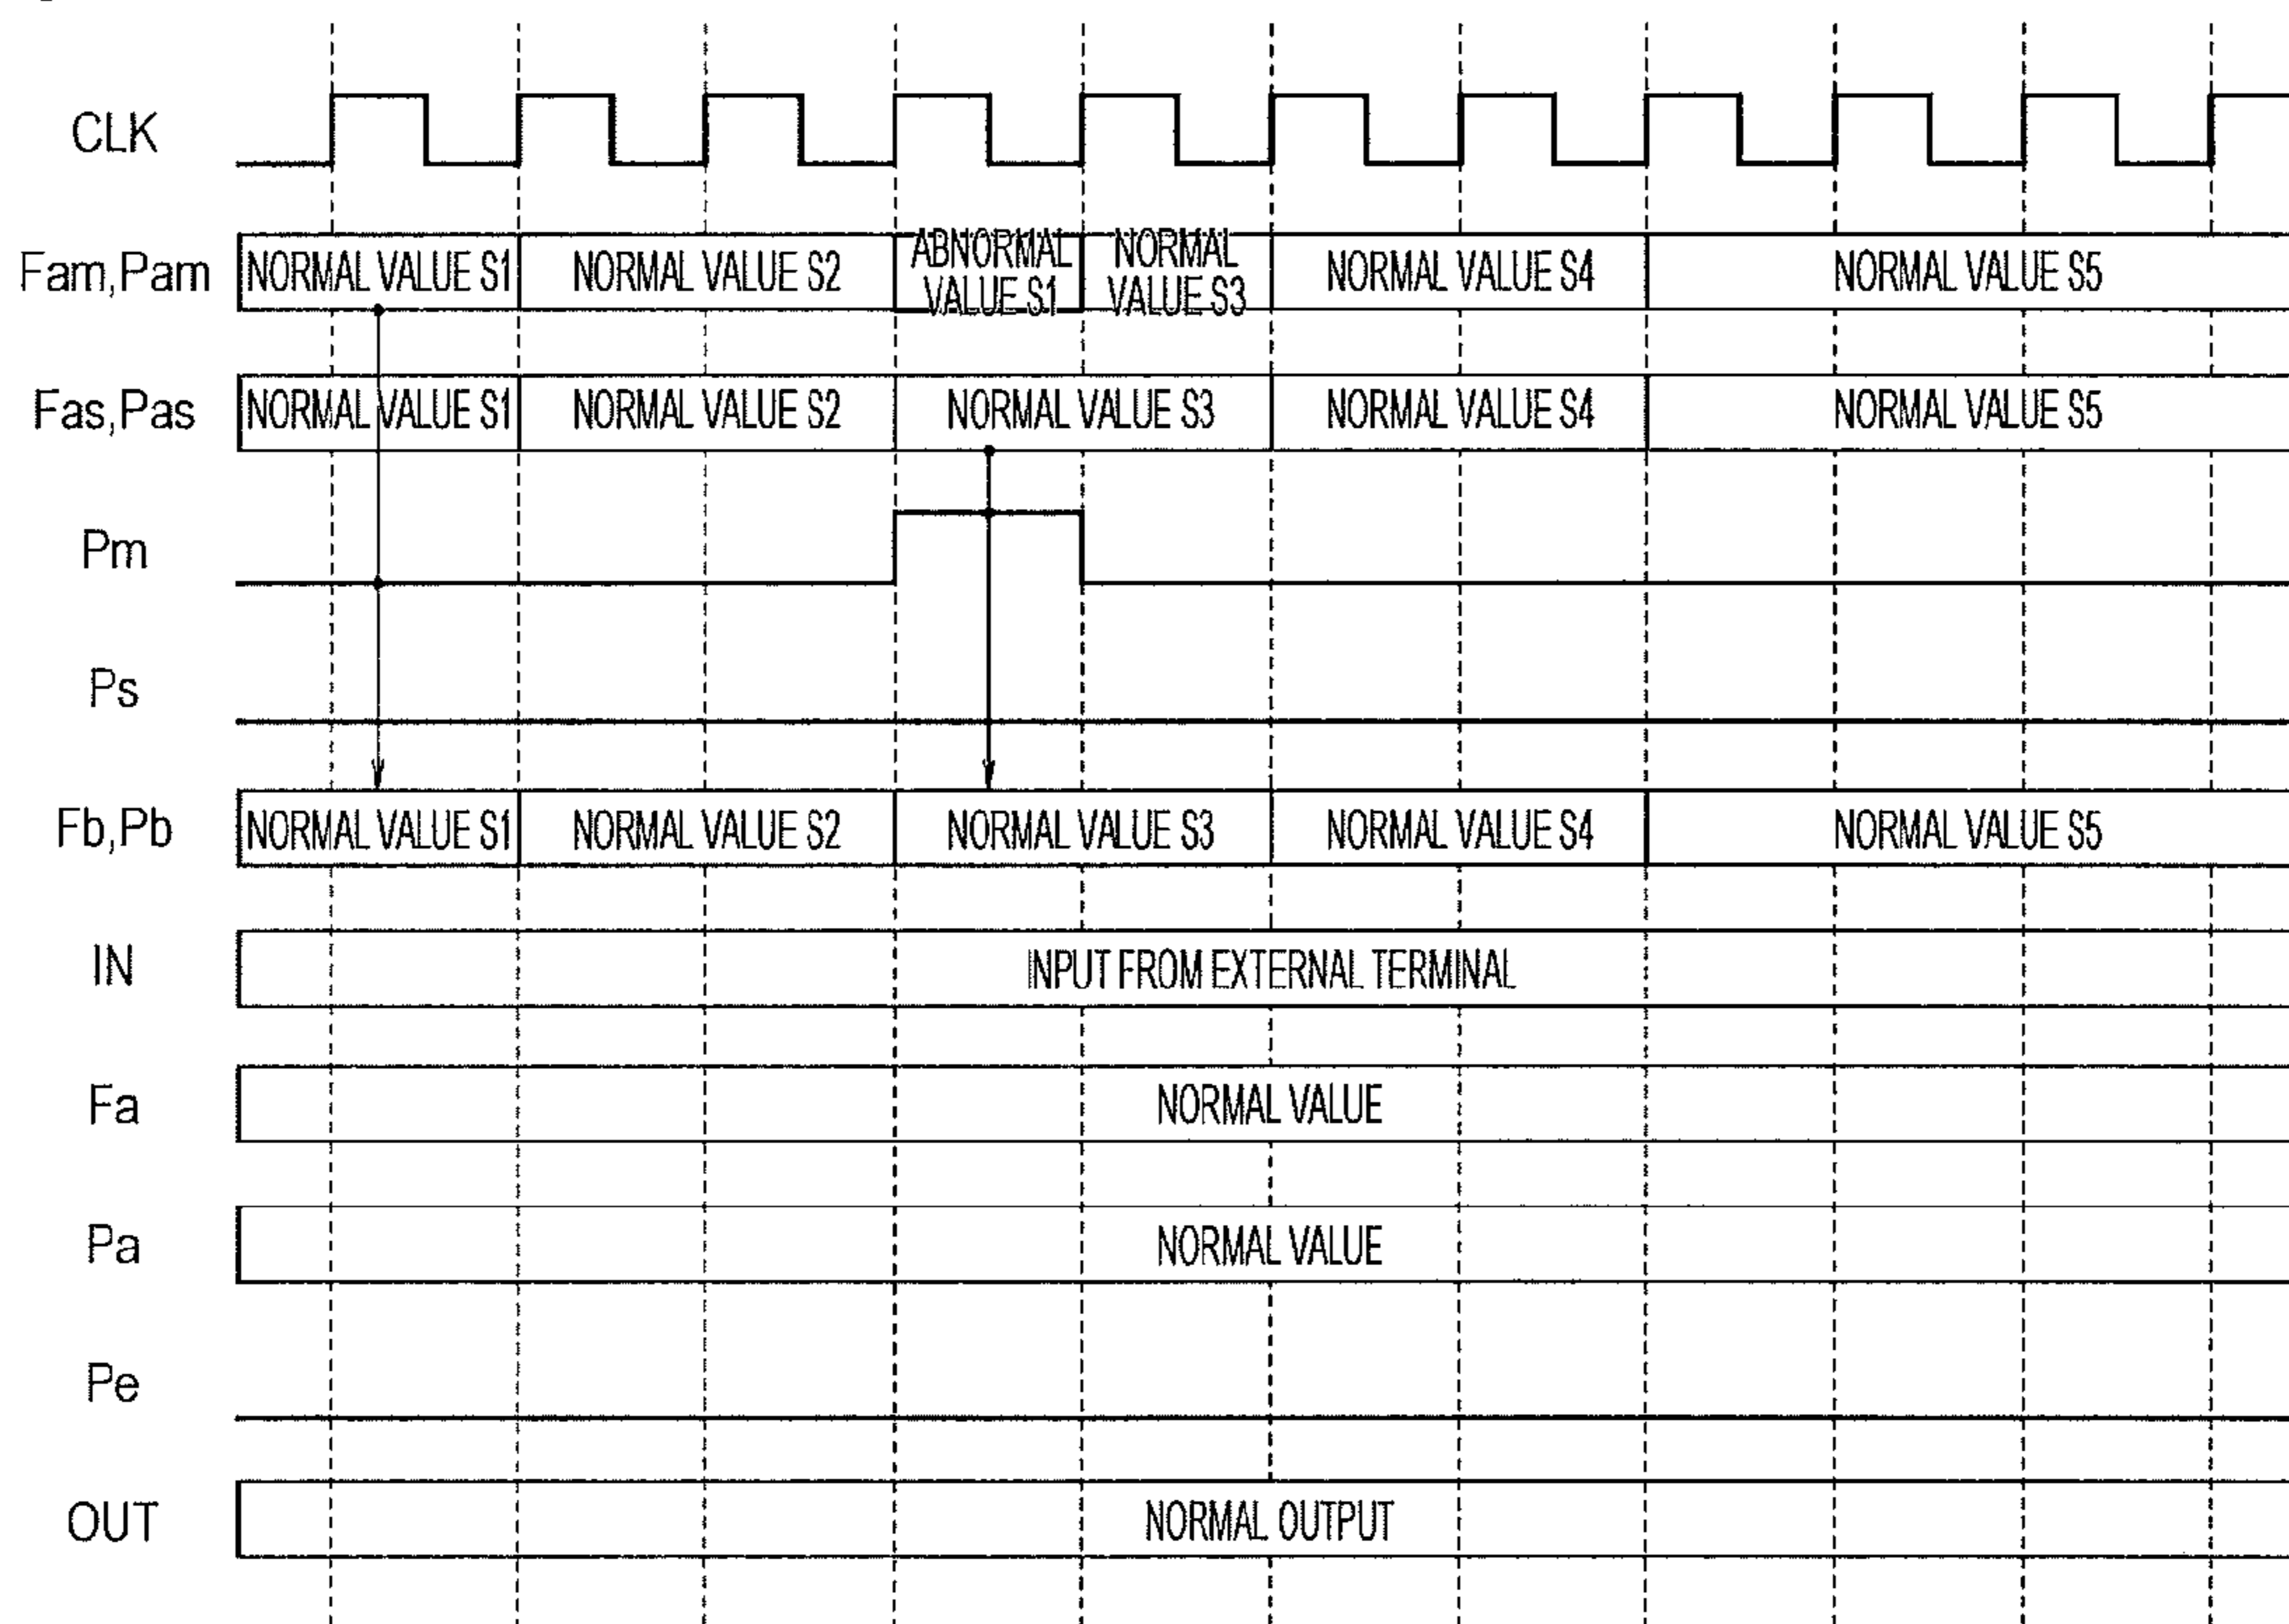 CLK
Fam,Pam NORMAL VALUE S1 NORMAL VALUE S2 ABNORMAL VALUE S1 NORMAL VALUE S3 NORMAL VALUE S4 NORMAL VALUE S5
Fas,Pas NORMAL VALUE S1 NORMAL VALUE S2 NORMAL VALUE S3 NORMAL VALUE S4 NORMAL VALUE S5
Pm
Ps
Fb,Pb NORMAL VALUE S1 NORMAL VALUE S2 NORMAL VALUE S3 NORMAL VALUE S4 NORMAL VALUE S5
IN INPUT FROM EXTERNAL TERMINAL
Fa NORMAL VALUE
Pa NORMAL VALUE
Pe
OUT NORMAL OUTPUT